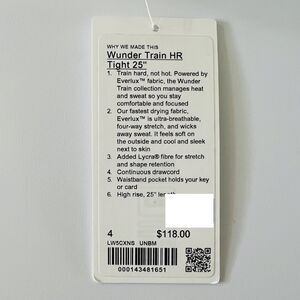 WHY WE MADE THIS
Wunder Train HR
Tight 25"
1. Train hard, not hot. Powered by
Everlux™ fabric, the Wunder
Train collection manages heat
and sweat so you stay
comfortable and focused
2. Our fastest drying fabric,
Everlux™ is ultra-breathable,
four-way stretch, and wicks
away sweat. It feels soft on
the outside and cool and sleek
next to skin
3. Added Lycra® fibre for stretch
and shape retention
4. Continuous drawcord
5. Waistband pocket holds your key
or card
6. High rise, 25" length
4 $118.00
LW5CXNS UNBM
000143481651